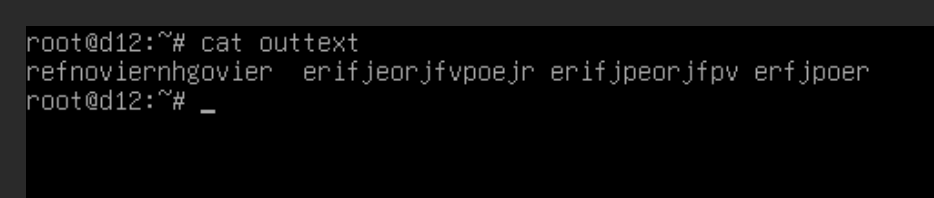 root@d12:~# cat outtext
refnoviernhgovier  erifjeorjfvpoejr erifjpeorjfpv erfjpoer
root@d12:~# _